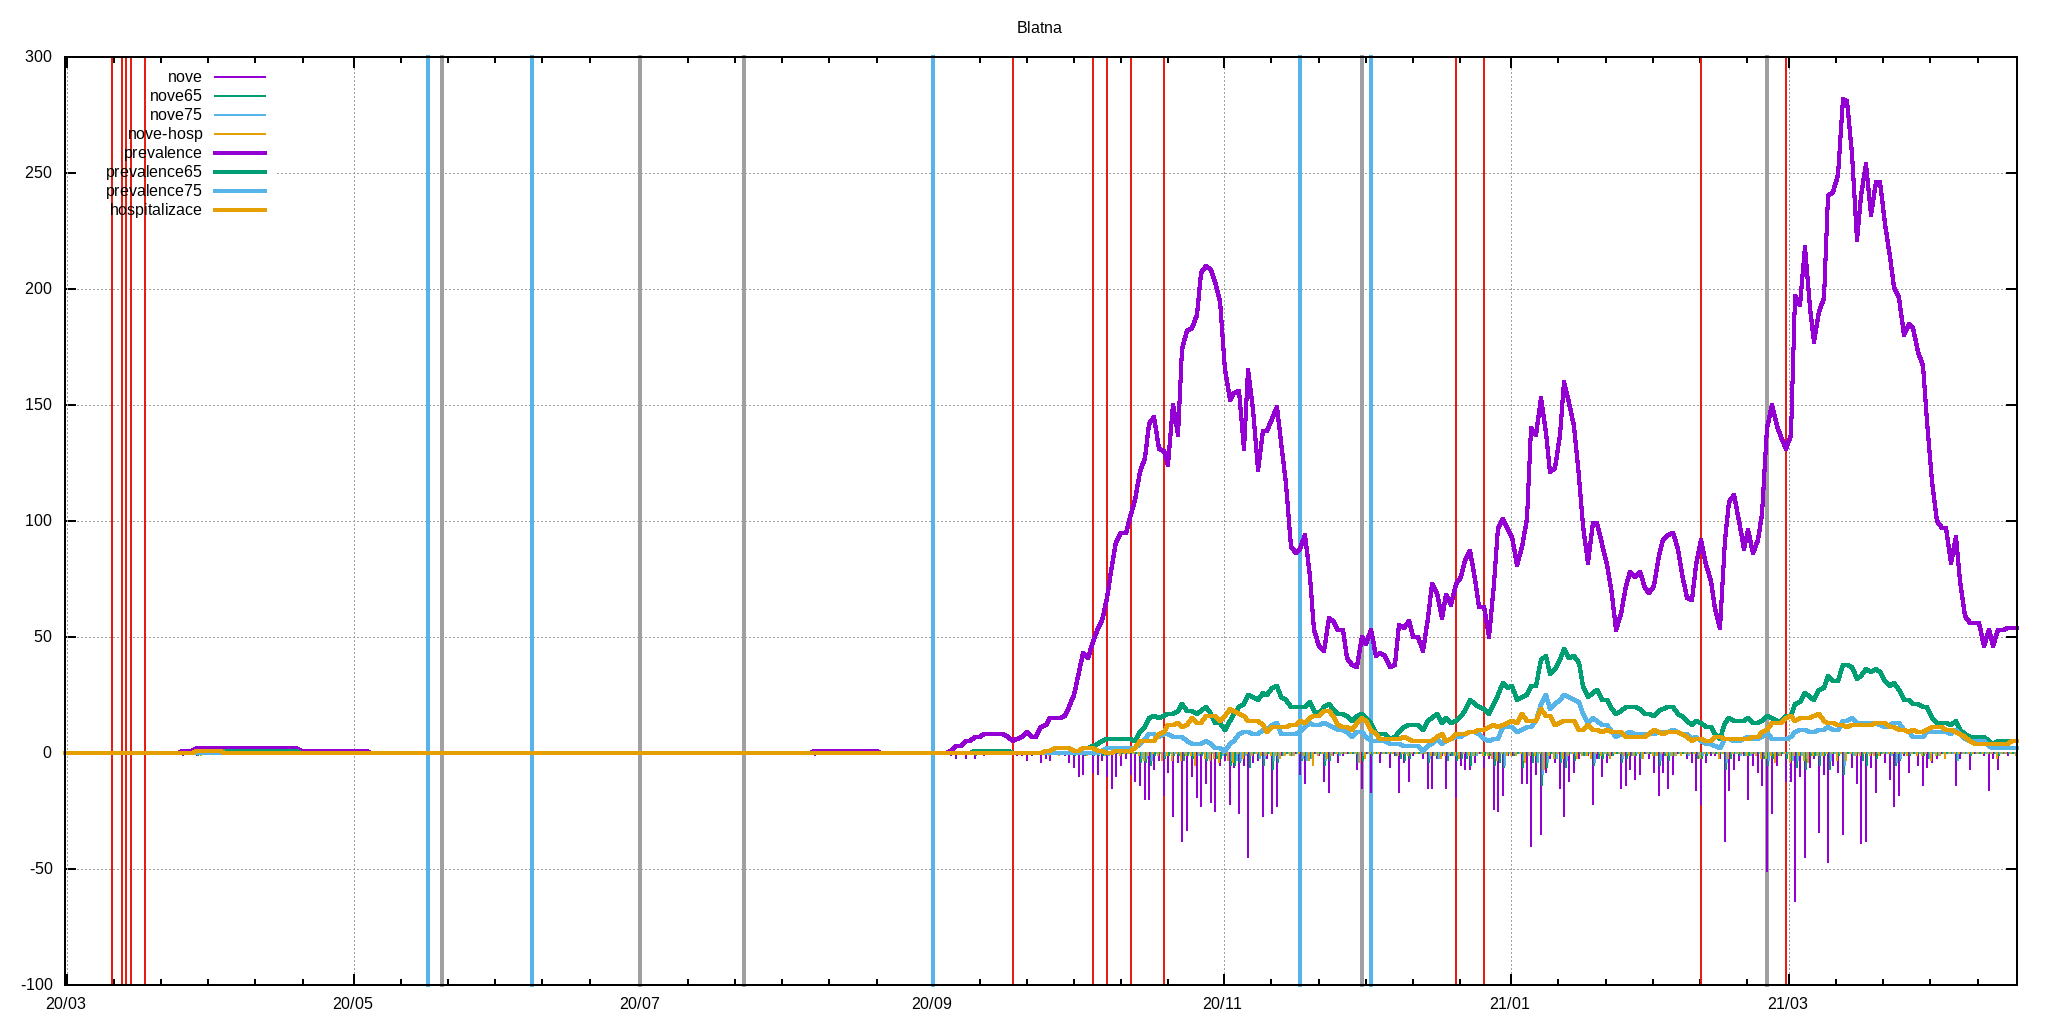 Blatna
300
250
200
150
100
50
0
-50
-100
nove
nove65
nove75
nove-hosp
prevalence
prevalence65
prevalence75
hospitalizace
20/03 20/05 20/07 20/09 20/11 21/01 21/03